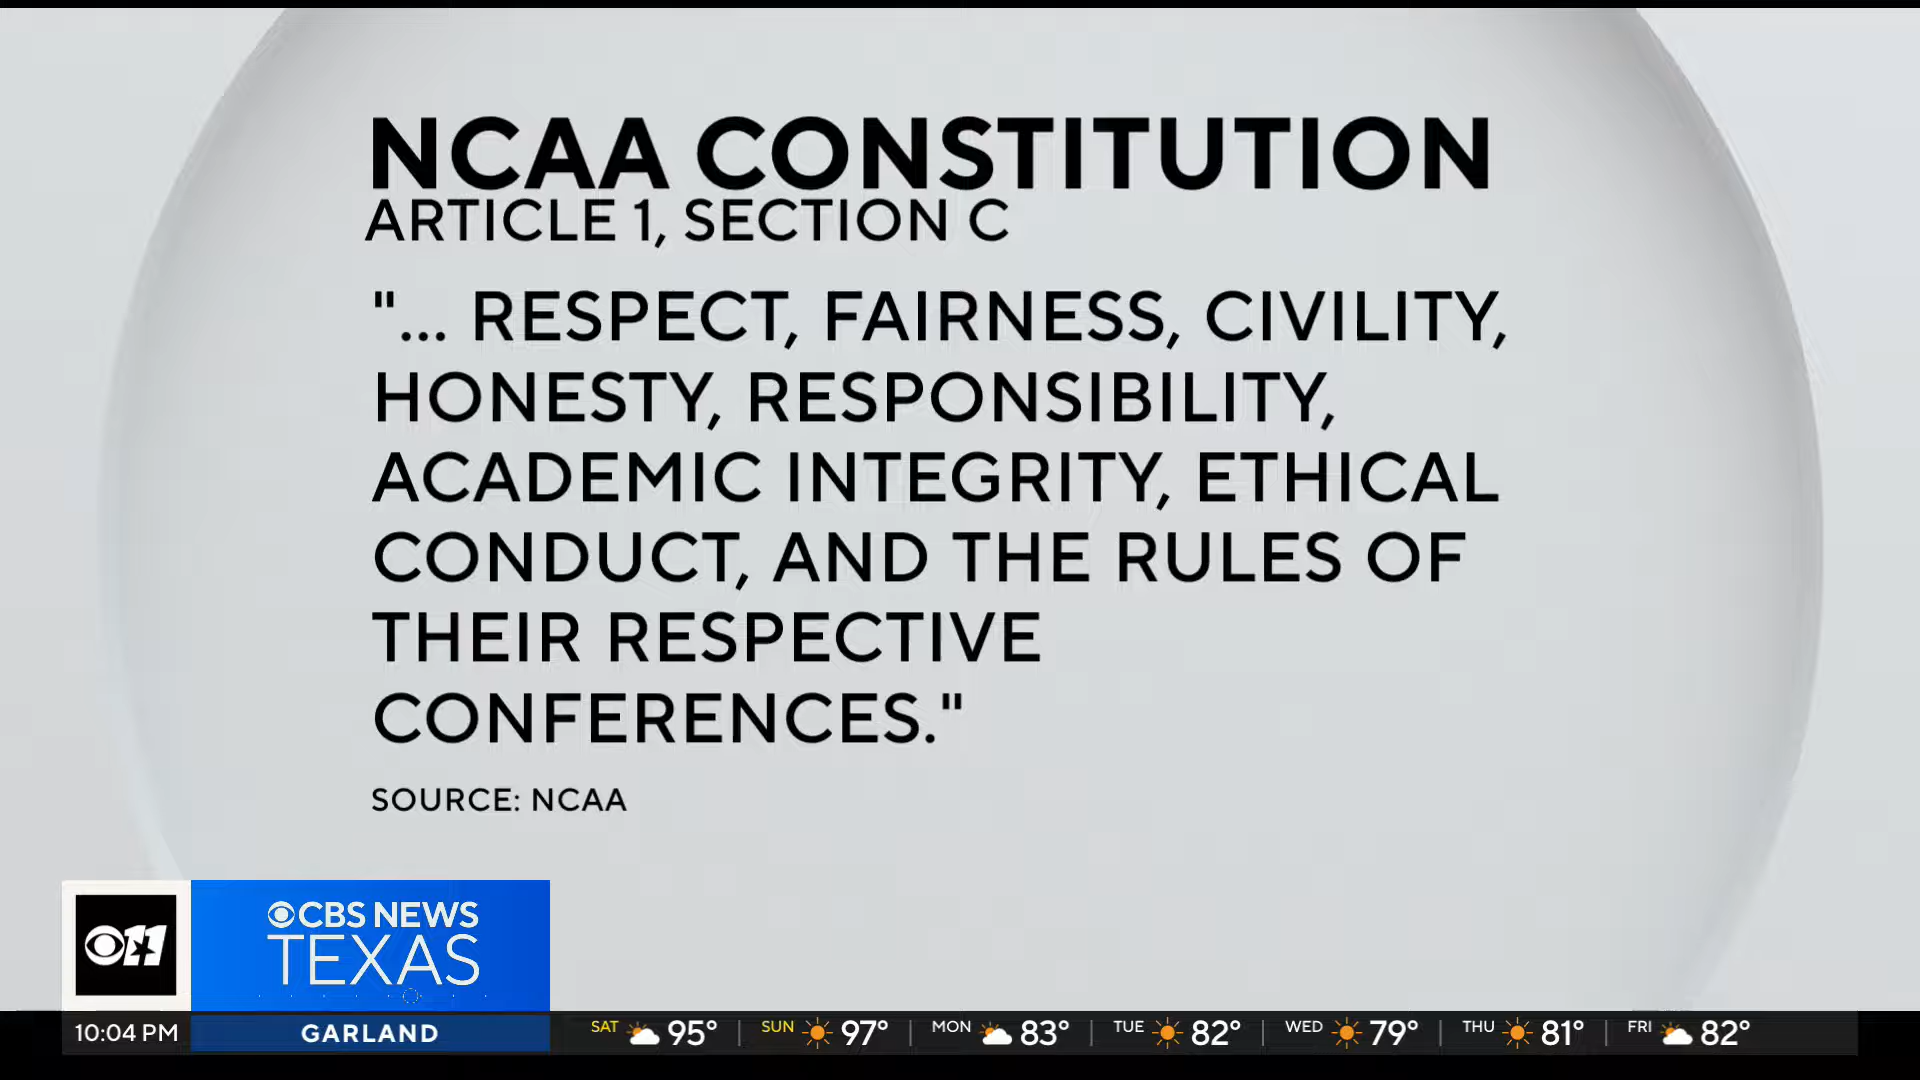 NCAA CONSTITUTION
ARTICLE 1, SECTION C
"... RESPECT, FAIRNESS, CIVILITY,
HONESTY, RESPONSIBILITY,
ACADEMIC INTEGRITY, ETHICAL
CONDUCT, AND THE RULES OF
THEIR RESPECTIVE
CONFERENCES."
SOURCE: NCAA
11
CBS NEWS
TEXAS
10:04 PM GARLAND SAT 95° SUN 97° MON 83° TUE 82° WED 79° THU 81° FRI 82°